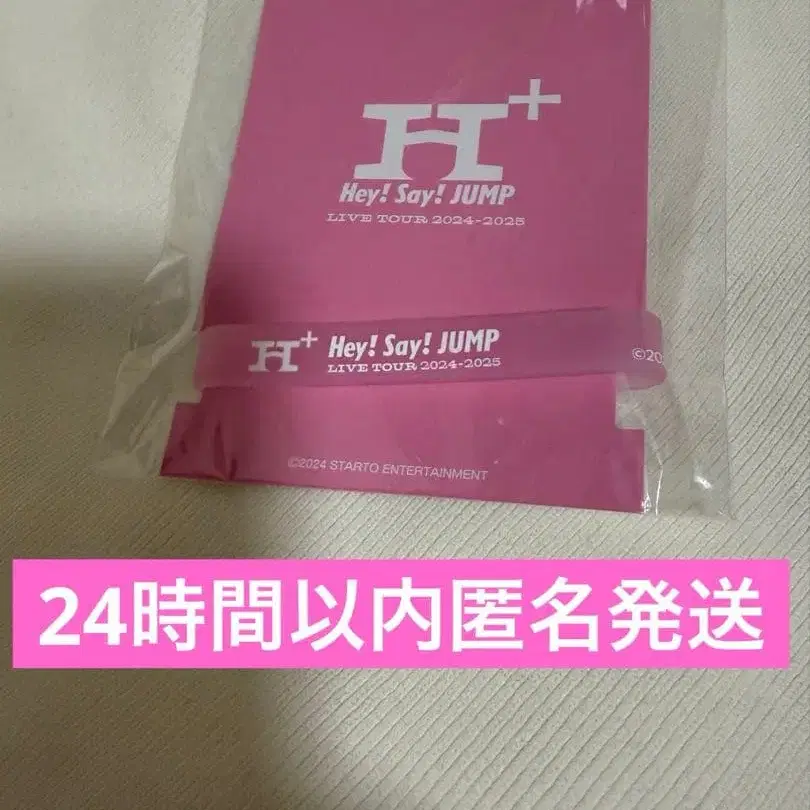 H+
Hey! Say! JUMP
LIVE TOUR 2024-2025
H+ Hey! Say! JUMP
LIVE TOUR 2024-2025
©20
©2024 STARTO ENTERTAINMENT
24時間以内匿名発送